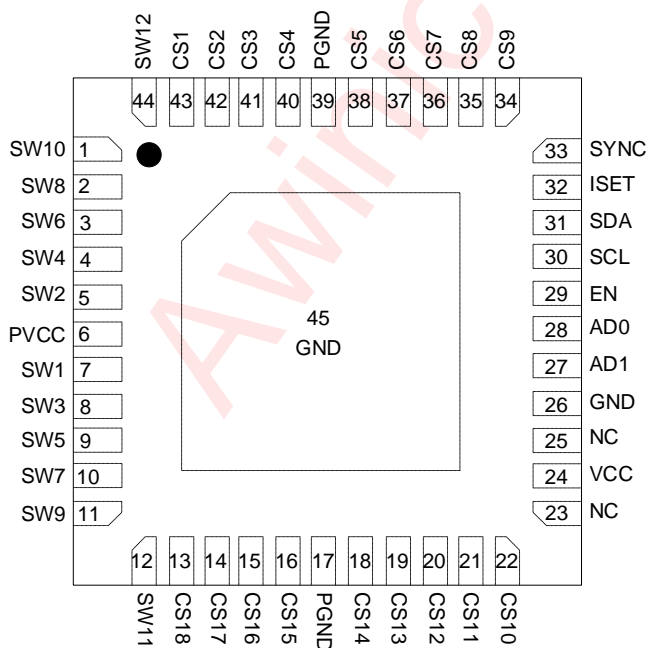 SW12 CS1 CS2 CS3 CS4 PGND CS5 CS6 CS7 CS8 CS9
44 43 42 41 40 39 38 37 36 35 34
SW10 1
SW8 2
SW6 3
SW4 4
SW2 5
PVCC 6
SW1 7
SW3 8
SW5 9
SW7 10
SW9 11
45
GND
33 SYNC
32 ISET
31 SDA
30 SCL
29 EN
28 AD0
27 AD1
26 GND
25 NC
24 VCC
23 NC
12 13 14 15 16 17 18 19 20 21 22
SW11 CS18 CS17 CS16 CS15 PGND CS14 CS13 CS12 CS11 CS10
Awinic